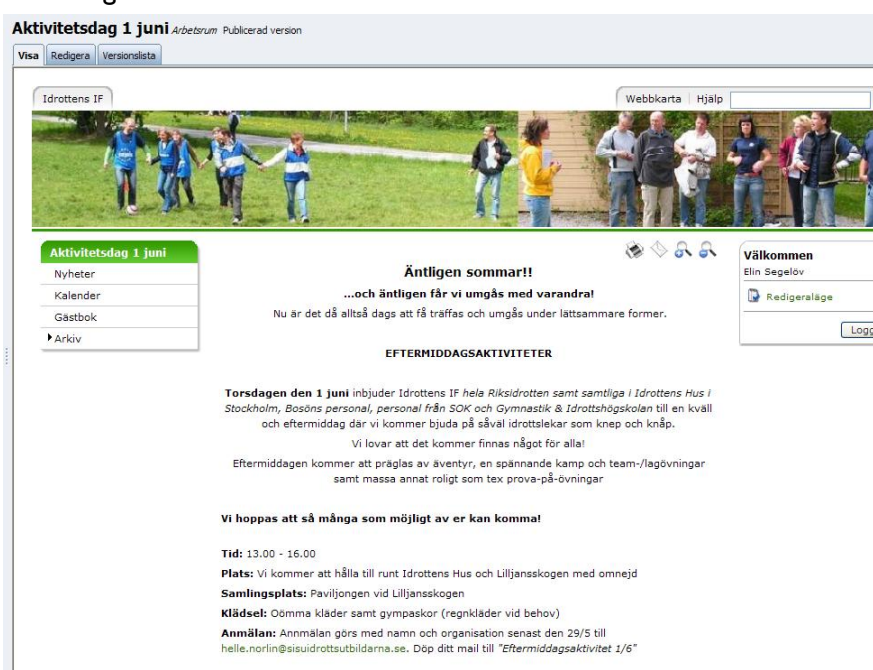 Aktivitetsdag 1 juni Arbetsrum Publicerad version
Visa Redigera Versionslista
Idrottens IF
Webbkarta Hjälp
Aktivitetsdag 1 juni
Nyheter
Kalender
Gästbok
Arkiv
Äntligen sommar!!
...och äntligen får vi umgås med varandra!
Nu är det då alltså dags att få träffas och umgås under lättsammare former.
EFTERMIDDAGSAKTIVITETER
Torsdagen den 1 juni inbjuder Idrottens IF hela Riksidrotten samt samtliga i Idrottens Hus i
Stockholm, Bosöns personal, personal från SOK och Gymnastik & Idrottshögskolan till en kväll
och eftermiddag där vi kommer bjuda på såväl idrottslekar som knep och knåp.
Vi lovar att det kommer finnas något för alla!
Eftermiddagen kommer att präglas av äventyr, en spännande kamp och team-/lagövningar
samt massa annat roligt som tex prova-på-övningar
Vi hoppas att så många som möjligt av er kan komma!
Tid: 13.00 - 16.00
Plats: Vi kommer att hålla till runt Idrottens Hus och Lilljansskogen med omnejd
Samlingsplats: Paviljongen vid Lilljansskogen
Klädsel: Oömma kläder samt gympaskor (regnkläder vid behov)
Anmälan: Annmälan görs med namn och organisation senast den 29/5 till
helle.norlin@sisuidrottsutbildarna.se. Döp ditt mail till "Eftermiddagsaktivitet 1/6"
Välkommen
Elin Segelöv
Redigeraläge
Logg